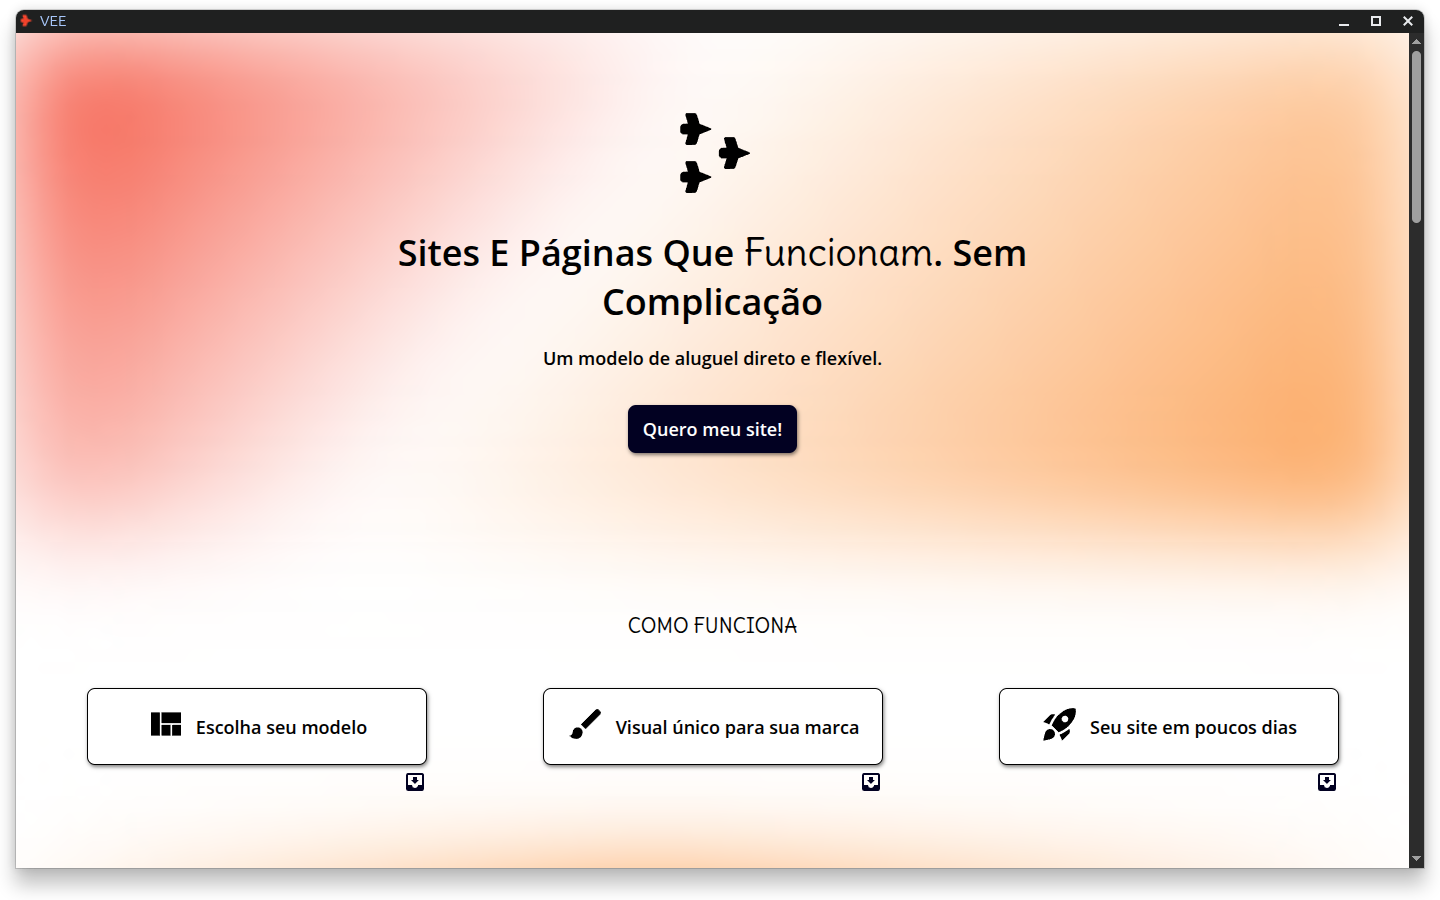 VEE
Sites E Páginas Que Funcionam. Sem
Complicação
Um modelo de aluguel direto e flexível.
Quero meu site!
COMO FUNCIONA
Escolha seu modelo
Visual único para sua marca
Seu site em poucos dias